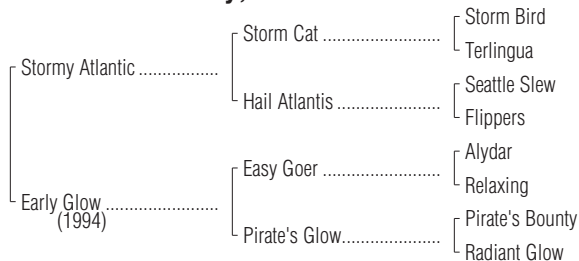 Storm Bird
Storm Cat ........................
Terlingua
Stormy Atlantic ................
Seattle Slew
Hail Atlantis .....................
Flippers
Alydar
Easy Goer ........................
Relaxing
Early Glow .......................
(1994)
Pirate's Bounty
Pirate's Glow....................
Radiant Glow